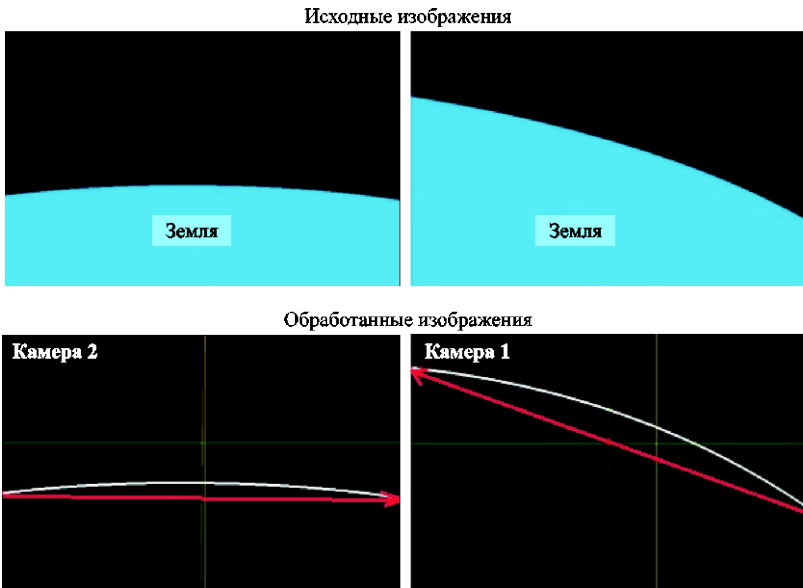 Исходные изображения
Земля
Земля
Обработанные изображения
Камера 2
Камера 1